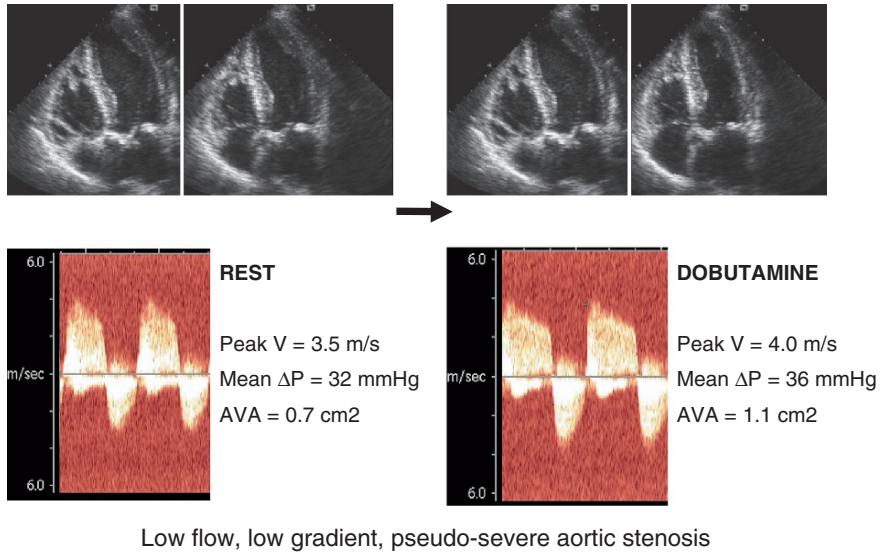 6.0
m/sec
6.0
REST
Peak V = 3.5 m/s
Mean ΔP = 32 mmHg
AVA = 0.7 cm2
6.0
m/sec
6.0
DOBUTAMINE
Peak V = 4.0 m/s
Mean ΔP = 36 mmHg
AVA = 1.1 cm2
Low flow, low gradient, pseudo-severe aortic stenosis